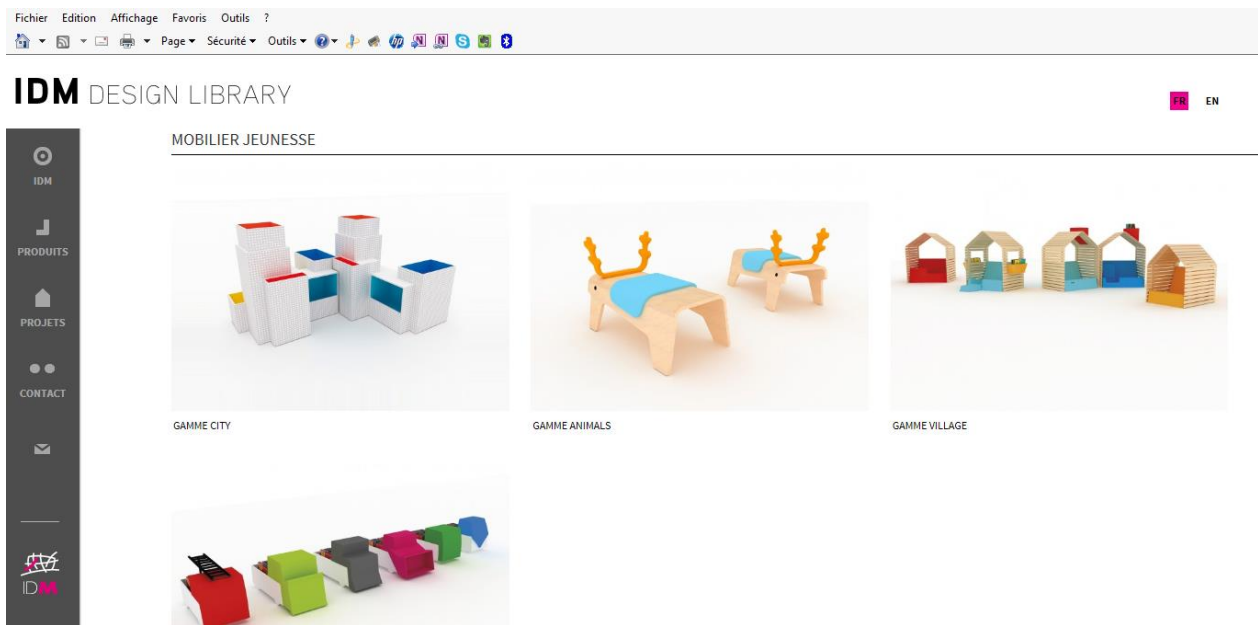 Fichier Edition Affichage Favoris Outils ?
Page Sécurité Outils
IDM DESIGN LIBRARY
FR EN
MOBILIER JEUNESSE
IDM
PRODUITS
PROJETS
CONTACT
GAMME CITY
GAMME ANIMALS
GAMME VILLAGE
IDM